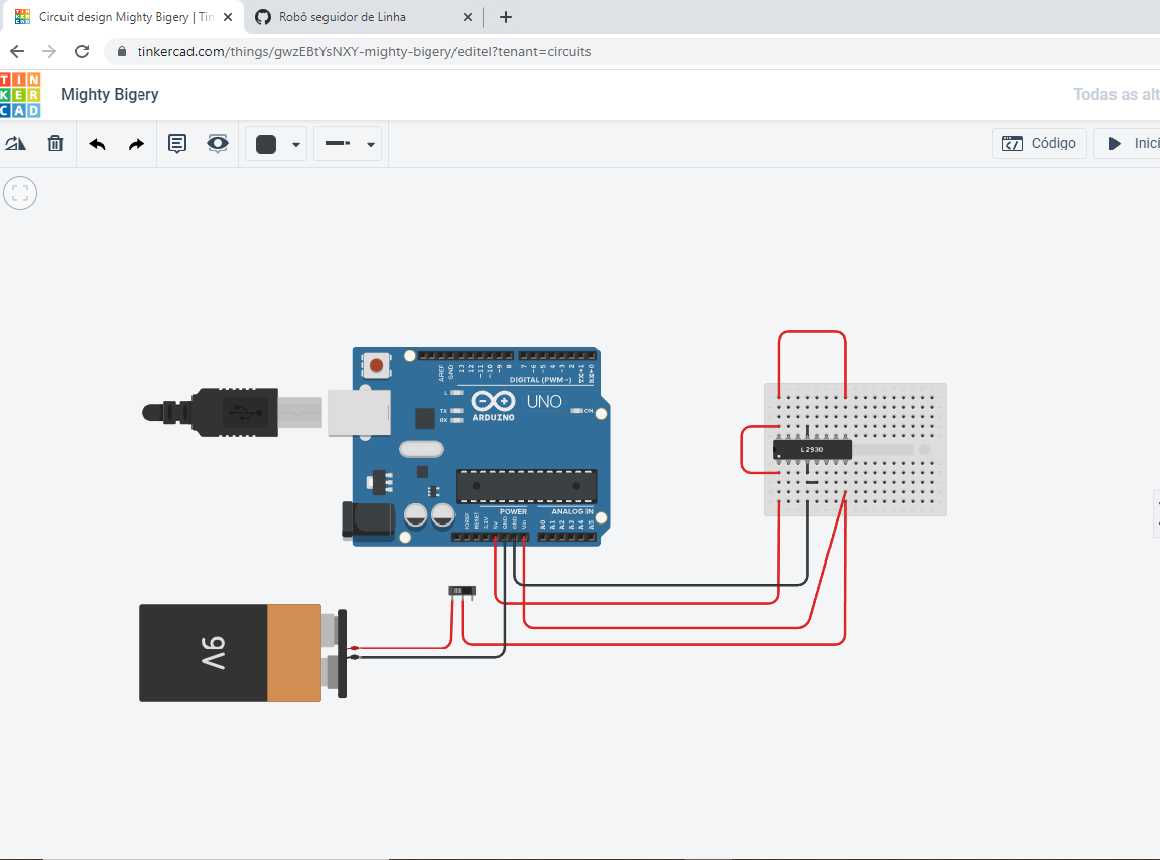 Circuit design Mighty Bigery | Tin
Robô seguidor de Linha
tinkercad.com/things/gwzEBtYsNXY-mighty-bigery/editel?tenant=circuits
TIN
KER
CAD
Mighty Bigery
Todas as alt
Código
Inici
AREF
GND
13
12
~11
~10
~9
8
7
~6
~5
4
~3
2
TX→1
RX←0
DIGITAL (PWM~)
L
TX
RX
ARDUINO
UNO
ON
POWER
ANALOG IN
IOREF
RESET
3.3V
5V
GND
GND
Vin
A0
A1
A2
A3
A4
A5
L293D
9V